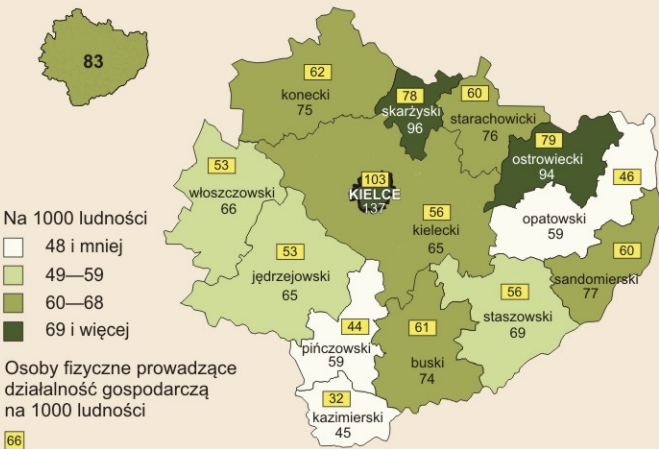 83
62
konecki
75
78
skarżyski
96
60
starachowicki
76
79
ostrowiecki
94
46
opatowski
59
53
włoszczowski
66
103
KIELCE
137
56
kielecki
65
60
sandomierski
77
53
jędrzejowski
65
56
staszowski
69
44
pińczowski
59
61
buski
74
32
kazimierski
45
Na 1000 ludności
48 i mniej
49—59
60—68
69 i więcej
Osoby fizyczne prowadzące
działalność gospodarczą
na 1000 ludności
66